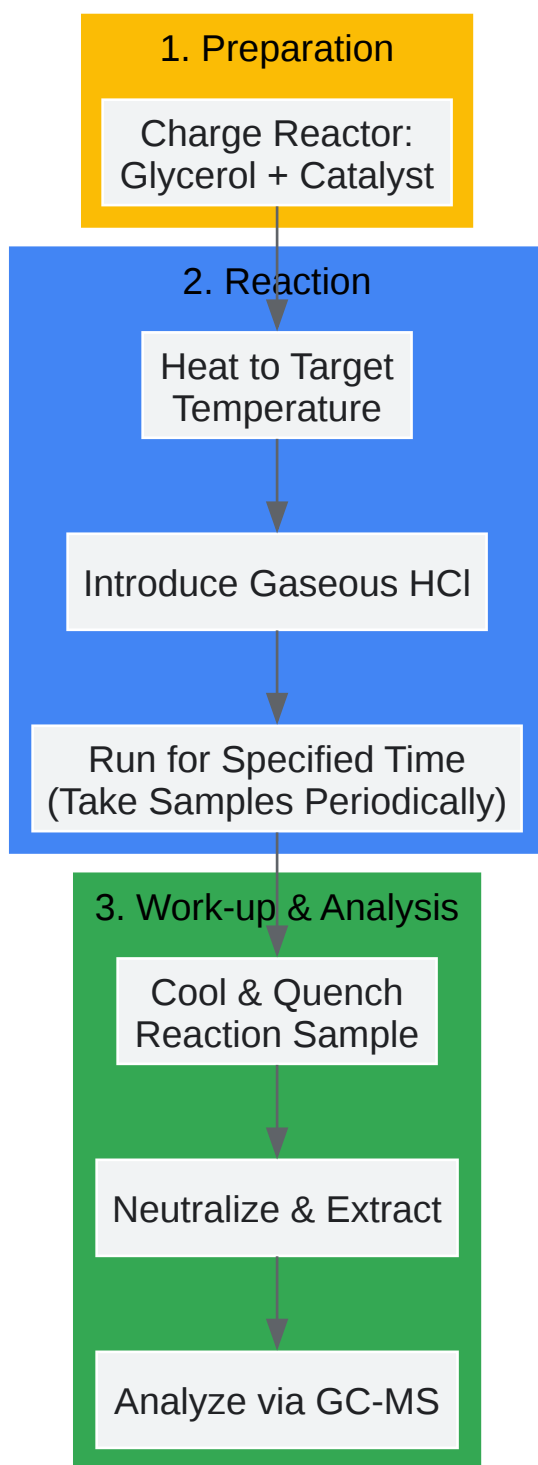 1. Preparation
Charge Reactor:
Glycerol + Catalyst
2. Reaction
Heat to Target
Temperature
Introduce Gaseous HCl
Run for Specified Time
(Take Samples Periodically)
3. Work-up & Analysis
Cool & Quench
Reaction Sample
Neutralize & Extract
Analyze via GC-MS